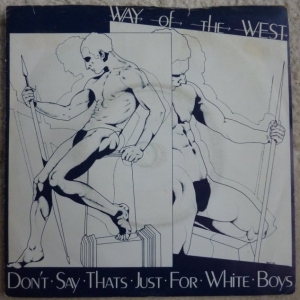 WAY · OF · THE · WEST
DON'T · SAY · THATS · JUST · FOR · WHITE · BOYS